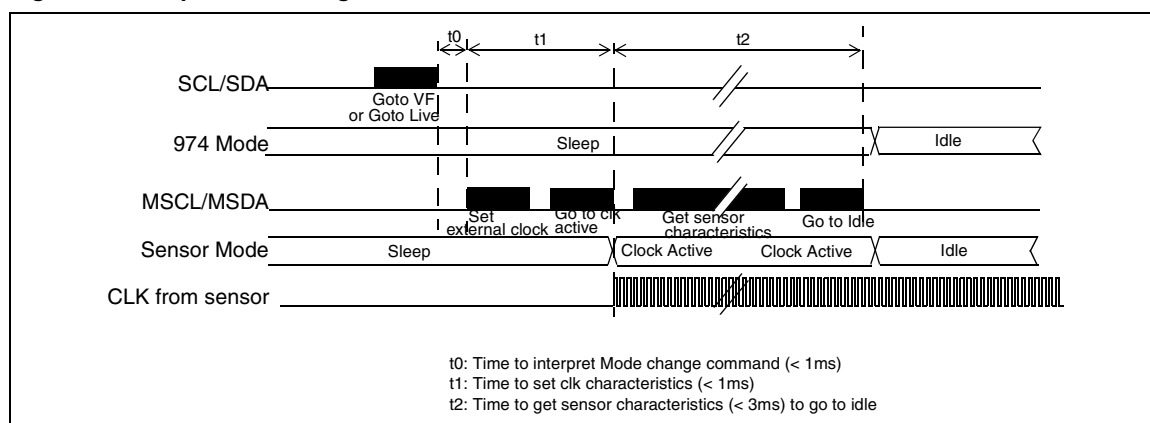 t0 t1 t2
SCL/SDA
Goto VF
or Goto Live
974 Mode
Sleep
Idle
MSCL/MSDA
Set
external clock
Go to clk
active
Get sensor
characteristics
Go to Idle
Sensor Mode
Sleep
Clock Active
Clock Active
Idle
CLK from sensor
t0: Time to interpret Mode change command (< 1ms)
t1: Time to set clk characteristics (< 1ms)
t2: Time to get sensor characteristics (< 3ms) to go to idle